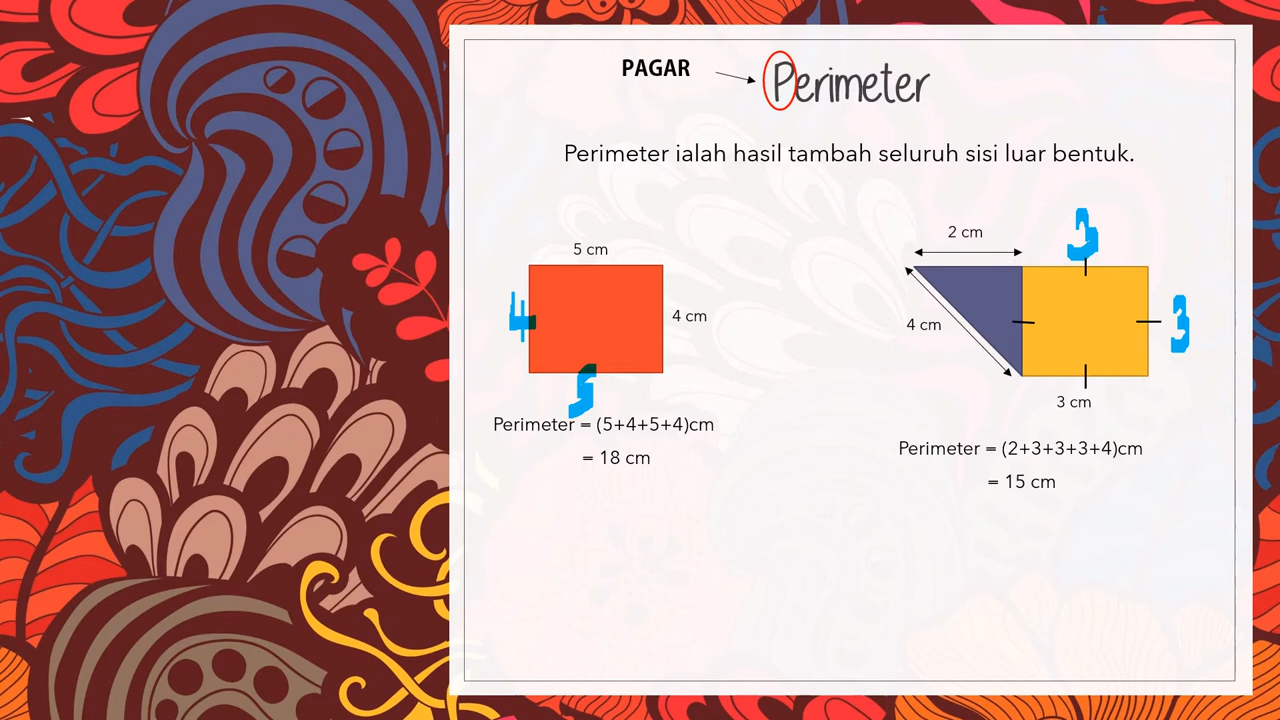 PAGAR
Perimeter
Perimeter ialah hasil tambah seluruh sisi luar bentuk.
5 cm
4
4 cm
5
Perimeter = (5+4+5+4)cm
= 18 cm
2 cm
3
4 cm
3
3 cm
Perimeter = (2+3+3+3+4)cm
= 15 cm